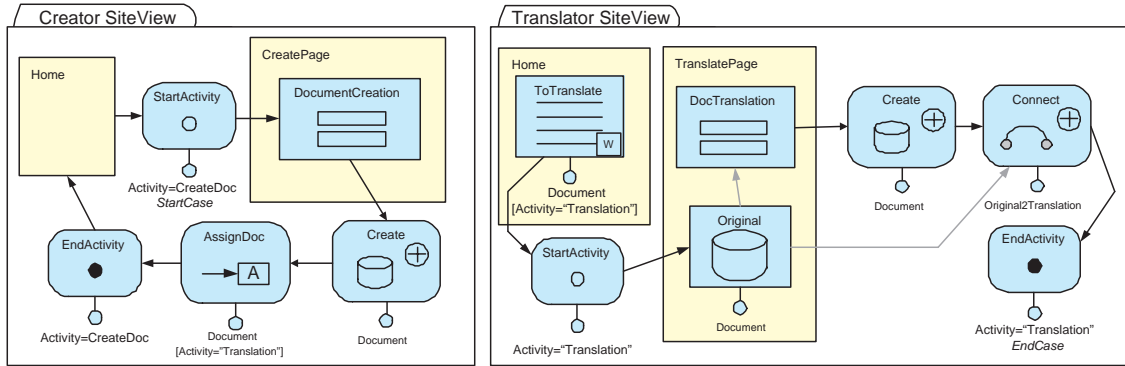 Creator SiteView
Home
StartActivity
Activity=CreateDoc
StartCase
CreatePage
DocumentCreation
EndActivity
Activity=CreateDoc
AssignDoc
A
Document
[Activity="Translation"]
Create
Document
Translator SiteView
Home
ToTranslate
W
Document
[Activity="Translation"]
StartActivity
Activity="Translation"
TranslatePage
DocTranslation
Original
Document
Create
Document
Connect
Original2Translation
EndActivity
Activity="Translation"
EndCase